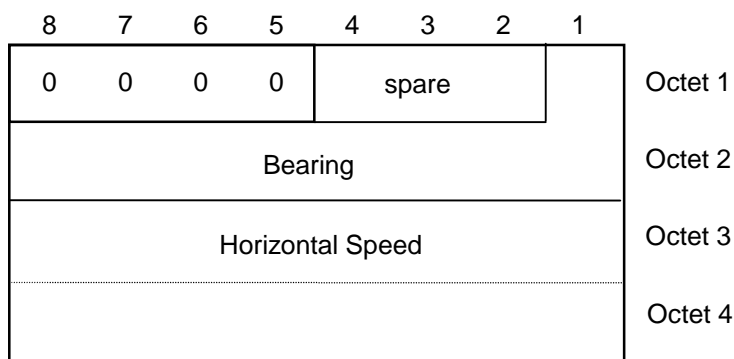 8 7 6 5 4 3 2 1
0 0 0 0 spare Octet 1
Bearing Octet 2
Horizontal Speed Octet 3
Octet 4